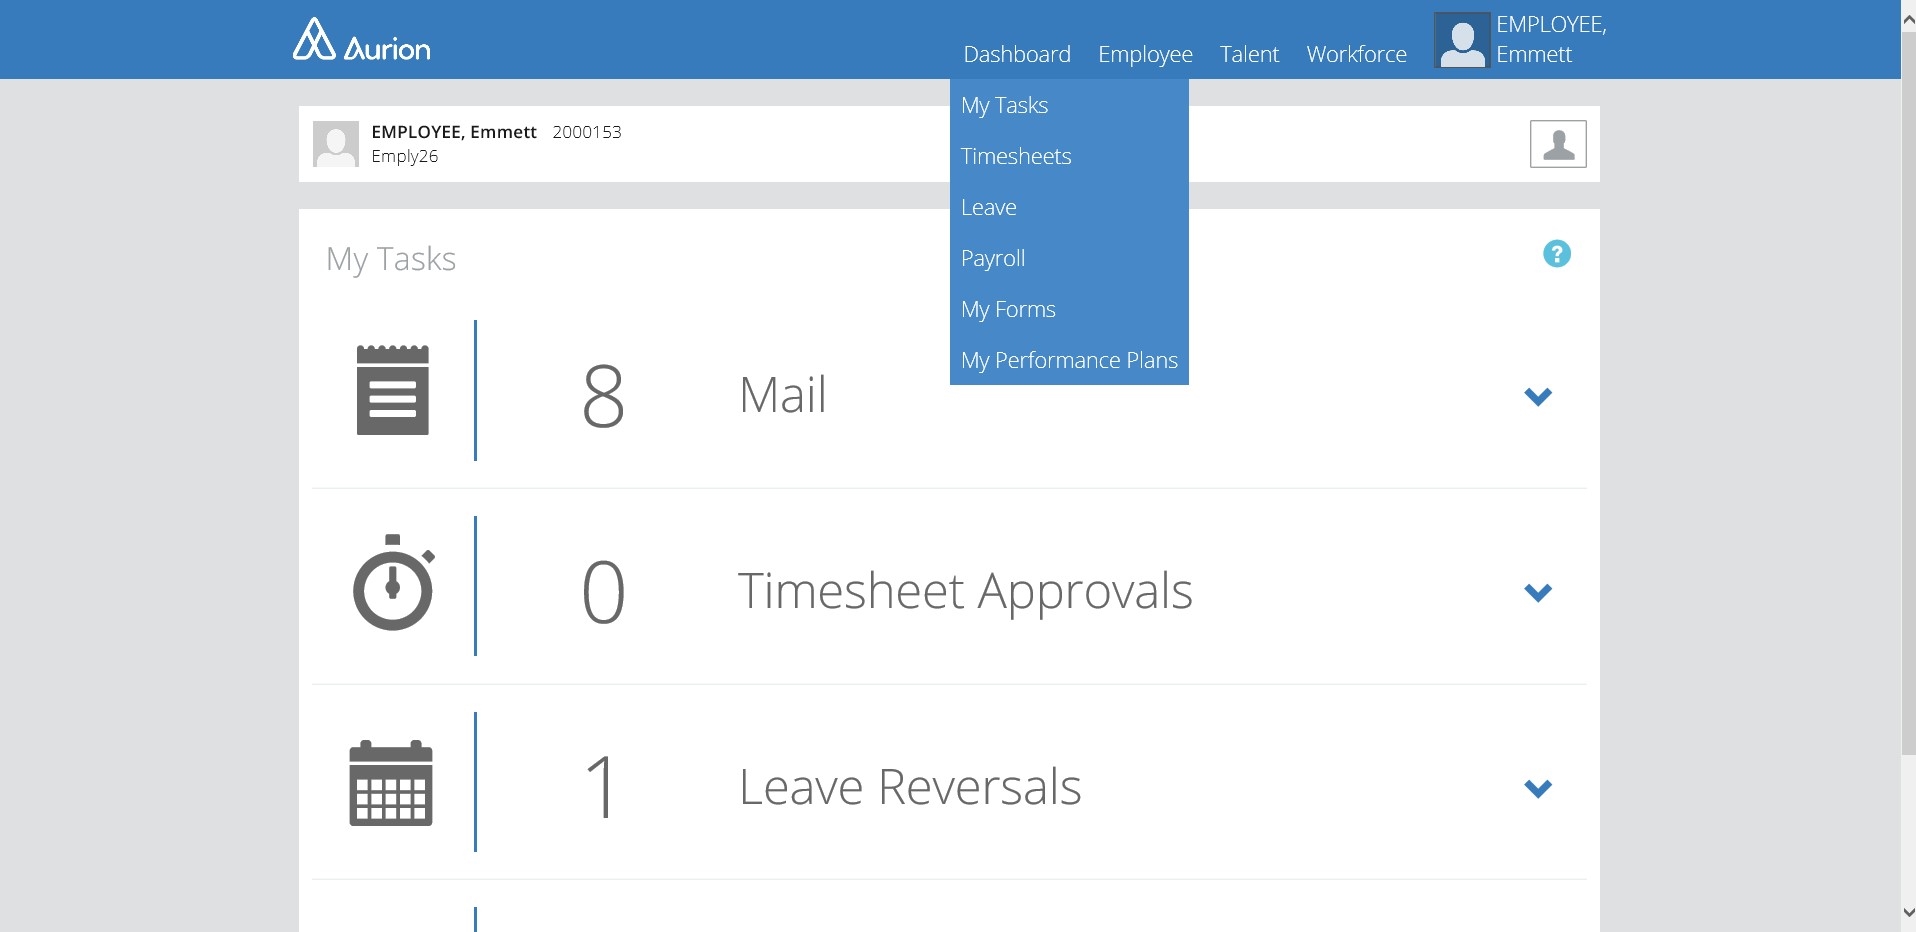 Aurion
Dashboard Employee Talent Workforce
EMPLOYEE,
Emmett
My Tasks
Timesheets
Leave
Payroll
My Forms
My Performance Plans
EMPLOYEE, Emmett 2000153
Emply26
My Tasks
?
8 Mail
0 Timesheet Approvals
1 Leave Reversals